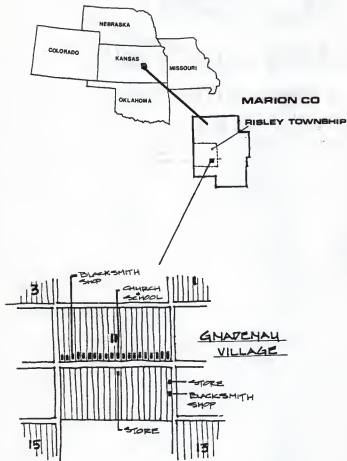 NEBRASKA
COLORADO
KANSAS
MISSOURI
OKLAHOMA
MARION CO
RISLEY TOWNSHIP
BLACKSMITH
SHOP
CHURCH
SCHOOL
3
1
GNADENAU
VILLAGE
STORE
BLACKSMITH
SHOP
STORE
15
13